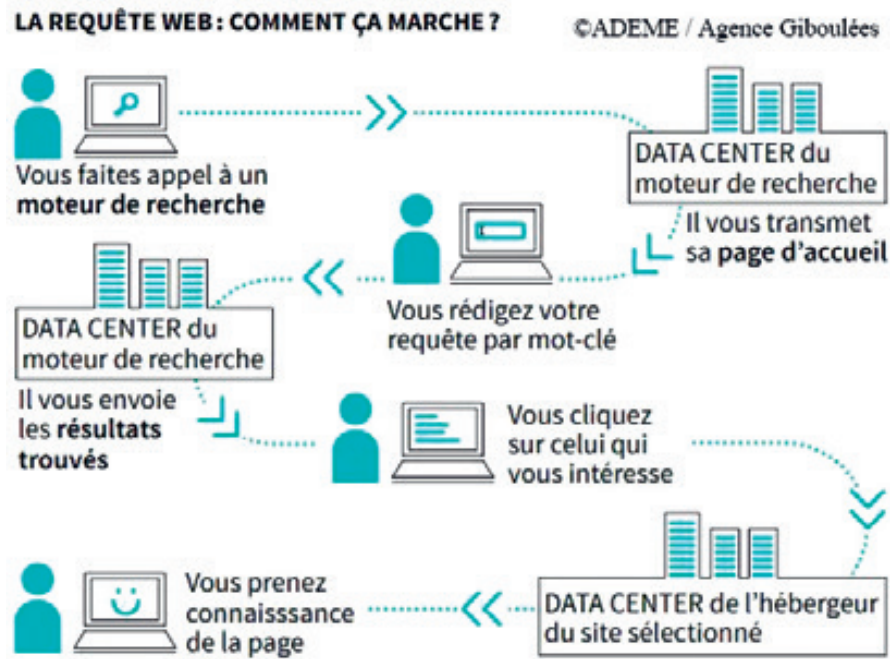 LA REQUÊTE WEB : COMMENT ÇA MARCHE ?
©ADEME / Agence Giboulées
Vous faites appel à un
moteur de recherche
DATA CENTER du
moteur de recherche
Il vous transmet
sa page d'accueil
Vous rédigez votre
requête par mot-clé
DATA CENTER du
moteur de recherche
Il vous envoie
les résultats
trouvés
Vous cliquez
sur celui qui
vous intéresse
DATA CENTER de l'hébergeur
du site sélectionné
Vous prenez
connaisssance
de la page